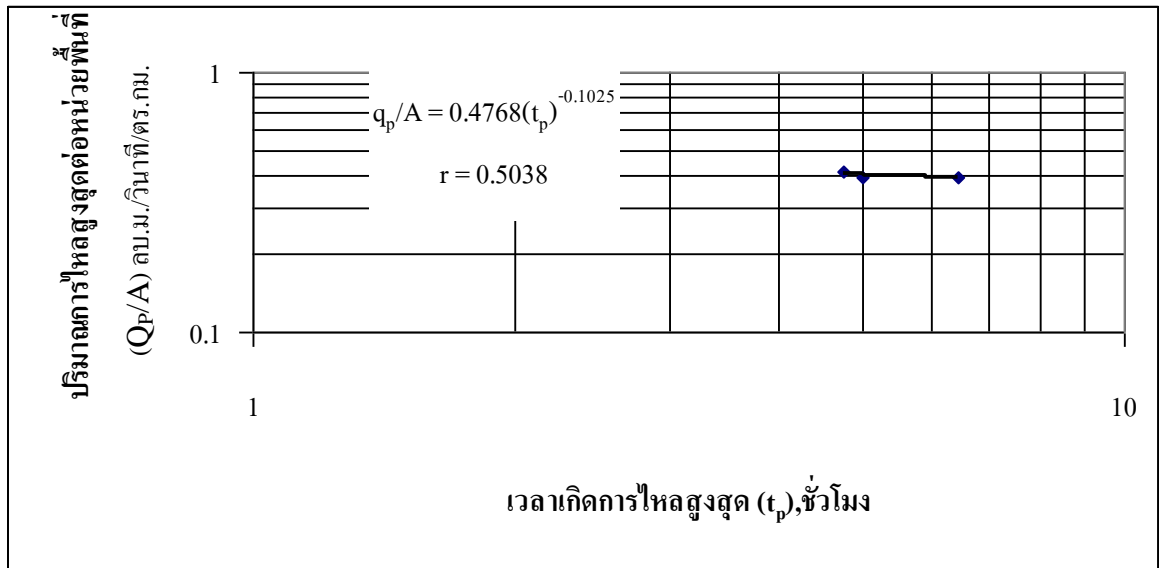 ปริมาณการไหลสูงสุดต่อหน่วยพื้นที่
(QP/A) ลบ.ม./วินาที/ตร.กม.
1
qp/A = 0.4768(tp)-0.1025
r = 0.5038
0.1
1
10
เวลาเกิดการไหลสูงสุด (tp),ชั่วโมง